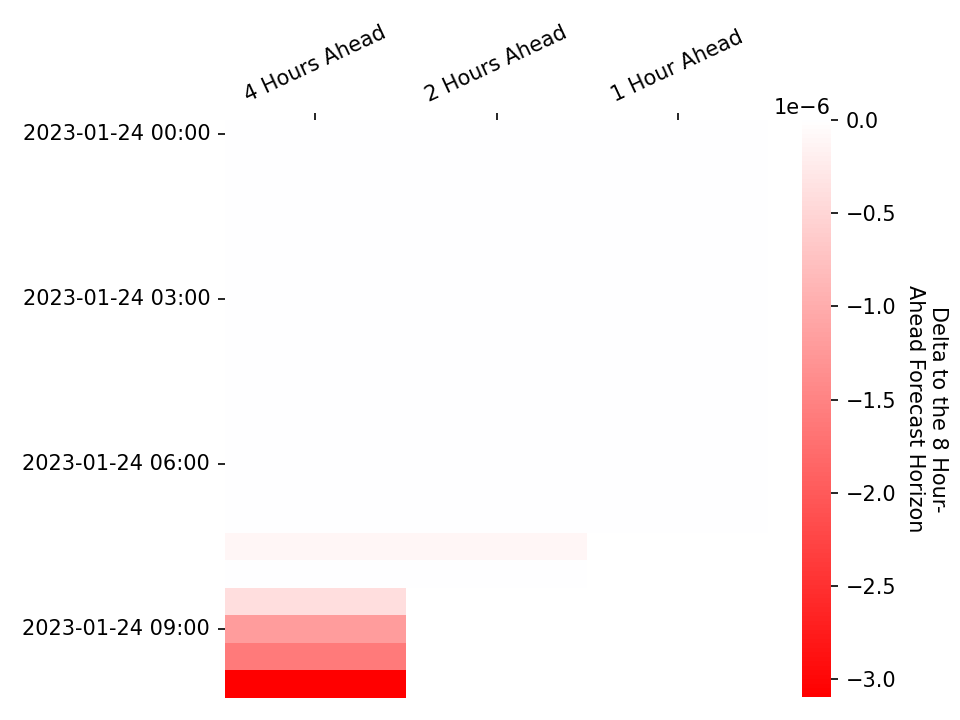 4 Hours Ahead
2 Hours Ahead
1 Hour Ahead
1e−6
2023-01-24 00:00
2023-01-24 03:00
2023-01-24 06:00
2023-01-24 09:00
0.0
−0.5
−1.0
−1.5
−2.0
−2.5
−3.0
Delta to the 8 Hour-
Ahead Forecast Horizon